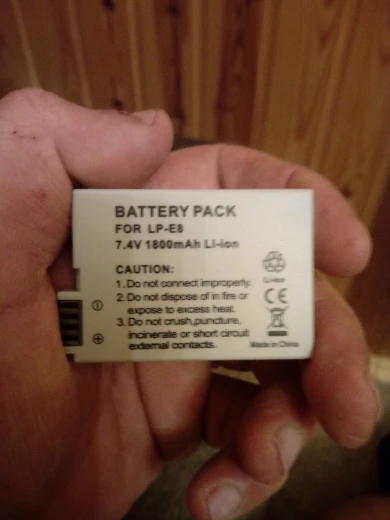 BATTERY PACK
FOR LP-E8
7.4V 1800mAh Li-ion
CAUTION:
1. Do not connect improperly.
2. Do not dispose of in fire or
expose to excess heat.
3. Do not crush,puncture,
incinerate or short circuit
external contacts.
Li-ion
CE
Made in China